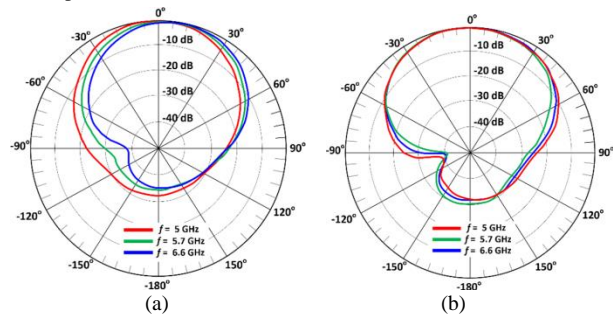 0°
-30°
30°
-10 dB
-20 dB
-30 dB
-40 dB
-60°
60°
-90°
90°
-120°
120°
f = 5 GHz
f = 5.7 GHz
f = 6.6 GHz
-150°
150°
-180°
(a)
0°
-30°
30°
-10 dB
-20 dB
-30 dB
-40 dB
-60°
60°
-90°
90°
-120°
120°
f = 5 GHz
f = 5.7 GHz
f = 6.6 GHz
-150°
150°
-180°
(b)